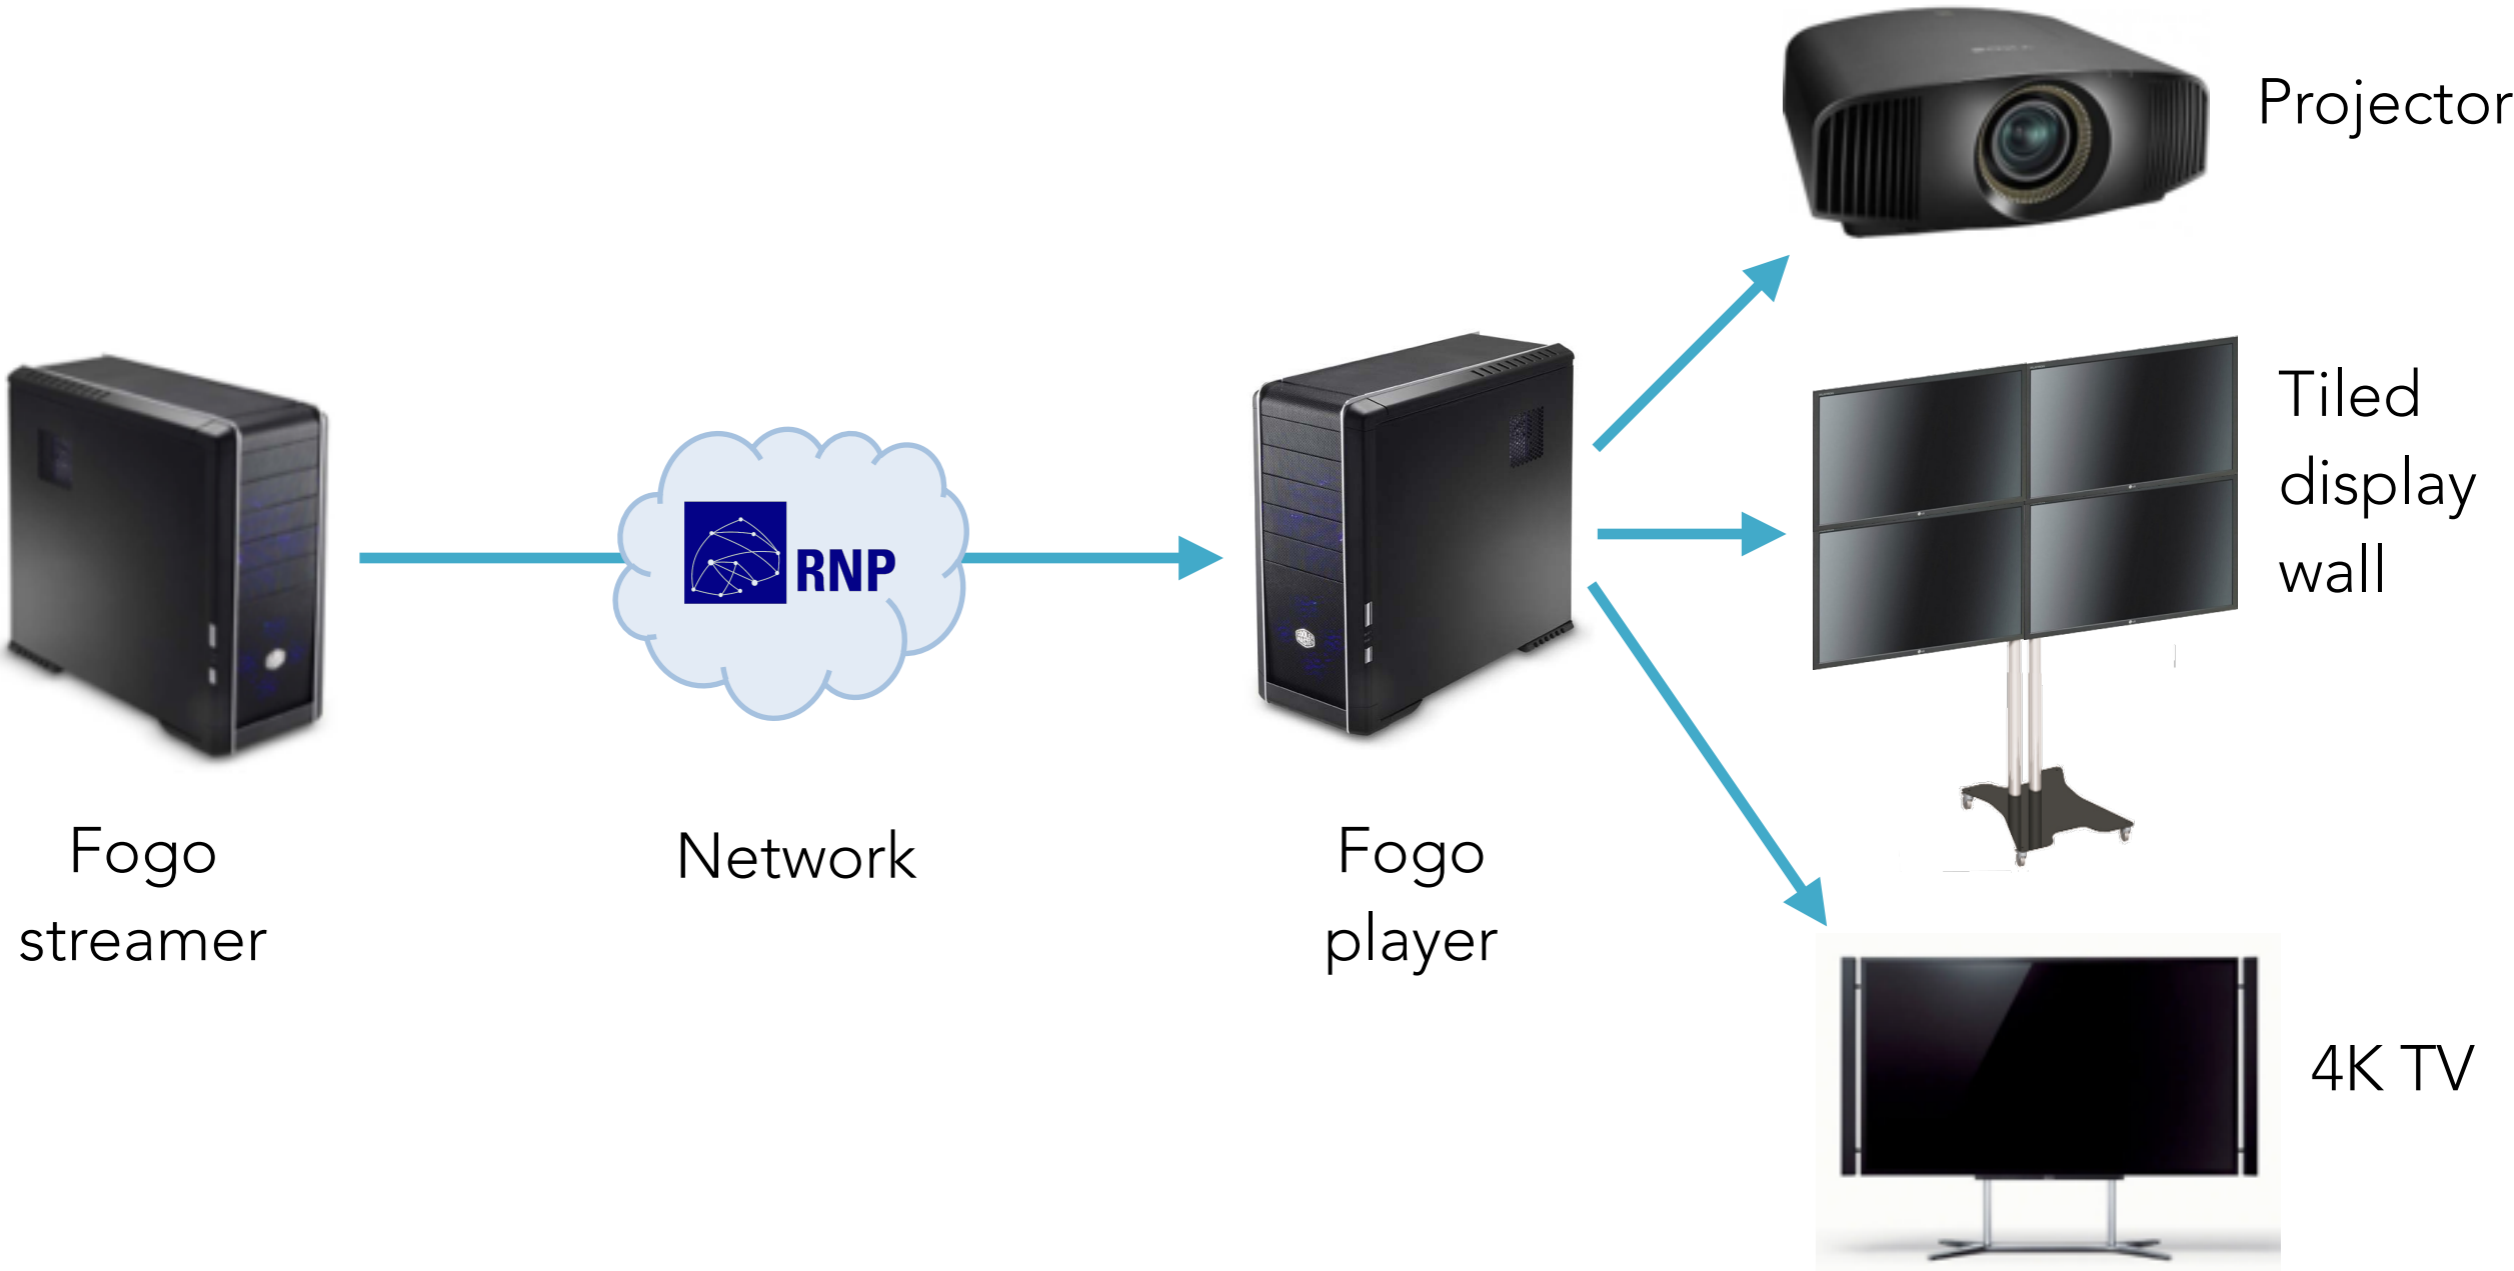 Projector
Tiled
display
wall
RNP
Fogo
streamer
Network
Fogo
player
4K TV